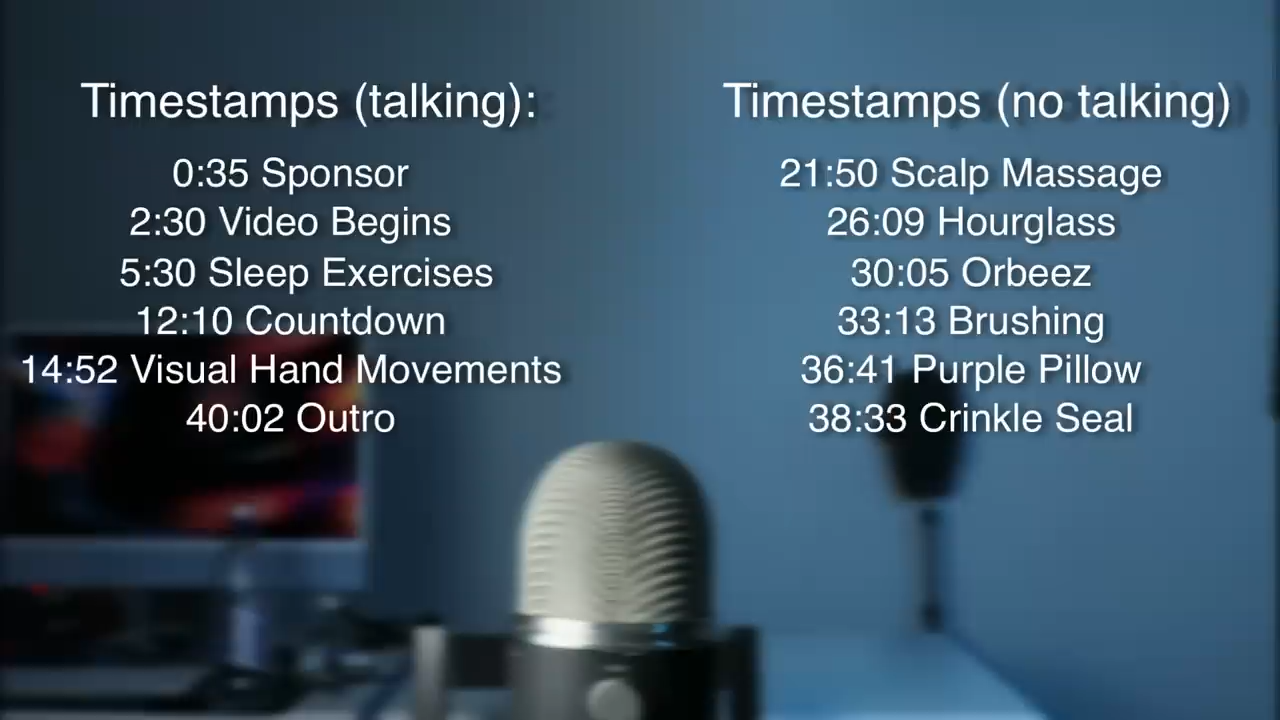 Timestamps (talking):
0:35 Sponsor
2:30 Video Begins
5:30 Sleep Exercises
12:10 Countdown
14:52 Visual Hand Movements
40:02 Outro
Timestamps (no talking)
21:50 Scalp Massage
26:09 Hourglass
30:05 Orbeez
33:13 Brushing
36:41 Purple Pillow
38:33 Crinkle Seal